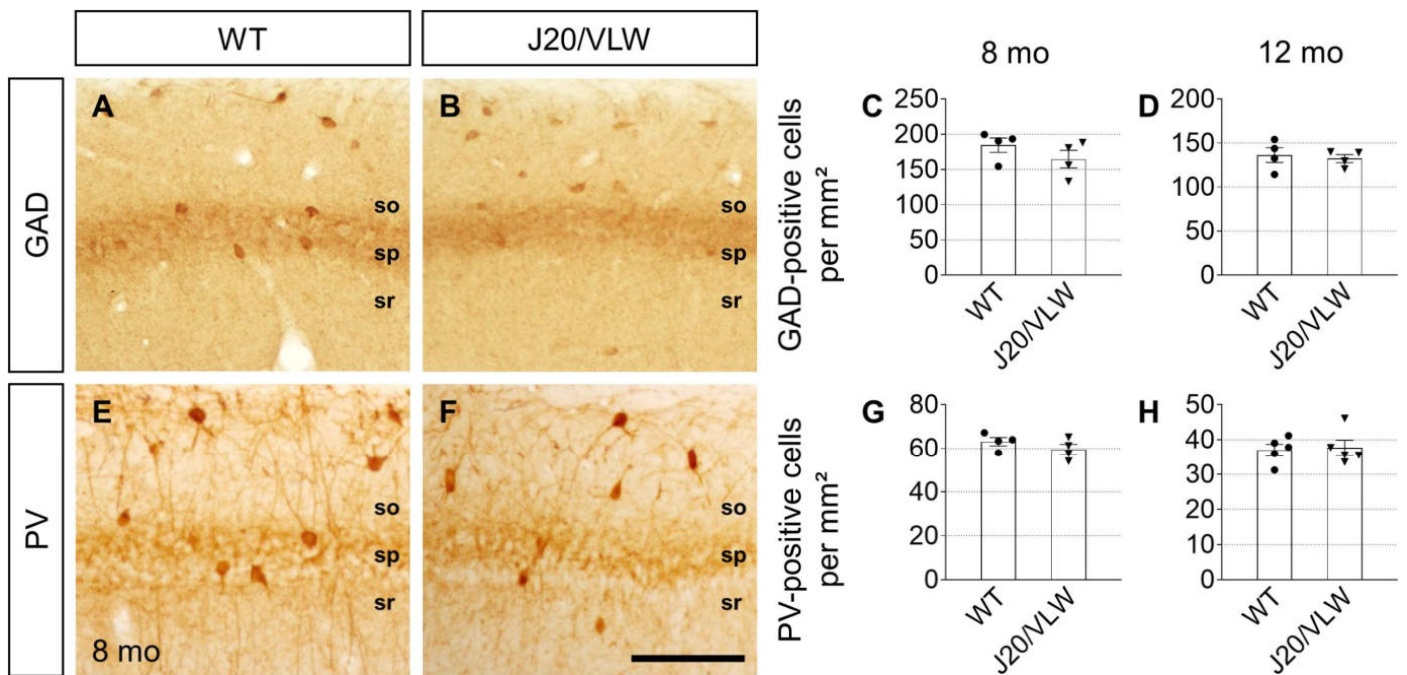 WT
J20/VLW
8 mo
12 mo
GAD
A
so
sp
sr
B
so
sp
sr
GAD-positive cells
per mm²
C
250
200
150
100
50
0
WT
J20/VLW
D
200
150
100
50
0
WT
J20/VLW
PV
E
so
sp
sr
8 mo
F
so
sp
sr
PV-positive cells
per mm²
G
80
60
40
20
0
WT
J20/VLW
H
50
40
30
20
10
0
WT
J20/VLW